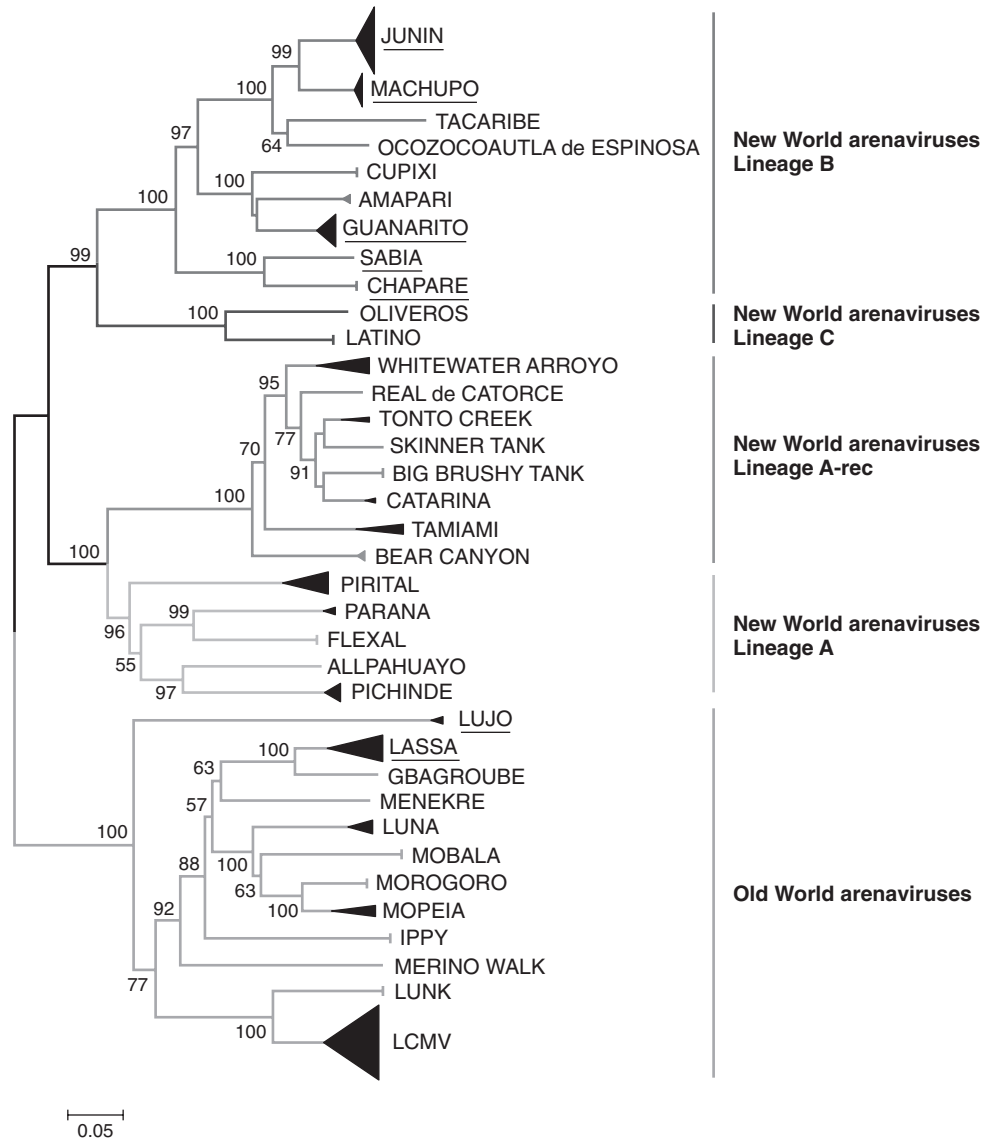 JUNIN
99
MACHUPO
100
TACARIBE
97
64
OCOZOCOAUTLA de ESPINOSA
New World arenaviruses
Lineage B
CUPIXI
100
AMAPARI
100
GUANARITO
99
SABIA
100
CHAPARE
OLIVEROS
100
LATINO
New World arenaviruses
Lineage C
WHITEWATER ARROYO
95
REAL de CATORCE
TONTO CREEK
77
SKINNER TANK
70
91
BIG BRUSHY TANK
New World arenaviruses
Lineage A-rec
100
CATARINA
TAMIAMI
100
BEAR CANYON
PIRITAL
99
PARANA
96
FLEXAL
New World arenaviruses
Lineage A
55
ALLPAHUAYO
97
PICHINDE
LUJO
100
LASSA
63
GBAGROUBE
57
MENEKRE
100
LUNA
88
100
MOBALA
63
MOROGORO
Old World arenaviruses
100
MOPEIA
92
IPPY
77
MERINO WALK
LUNK
100
LCMV
0.05